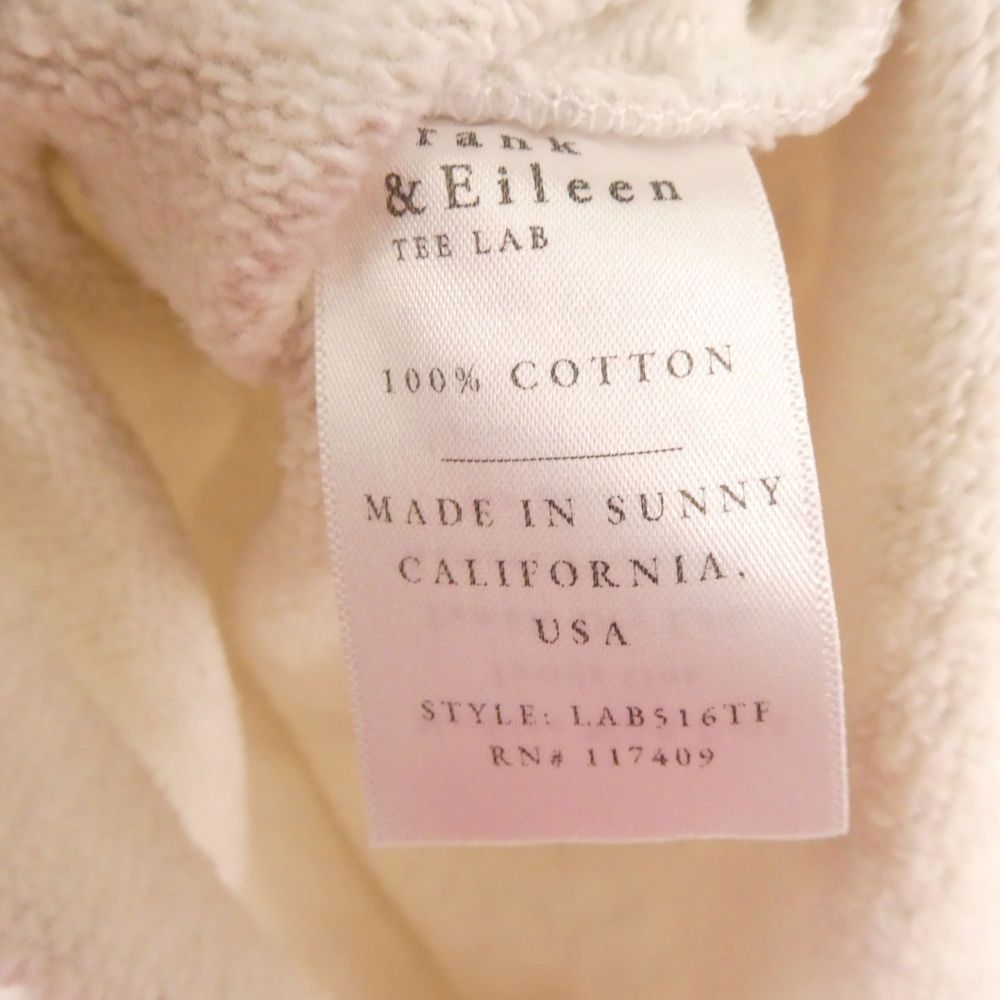 rank
&Eileen
TEE LAB
100% COTTON
MADE IN SUNNY
CALIFORNIA,
USA
STYLE: LAB516TF
RN# 117409